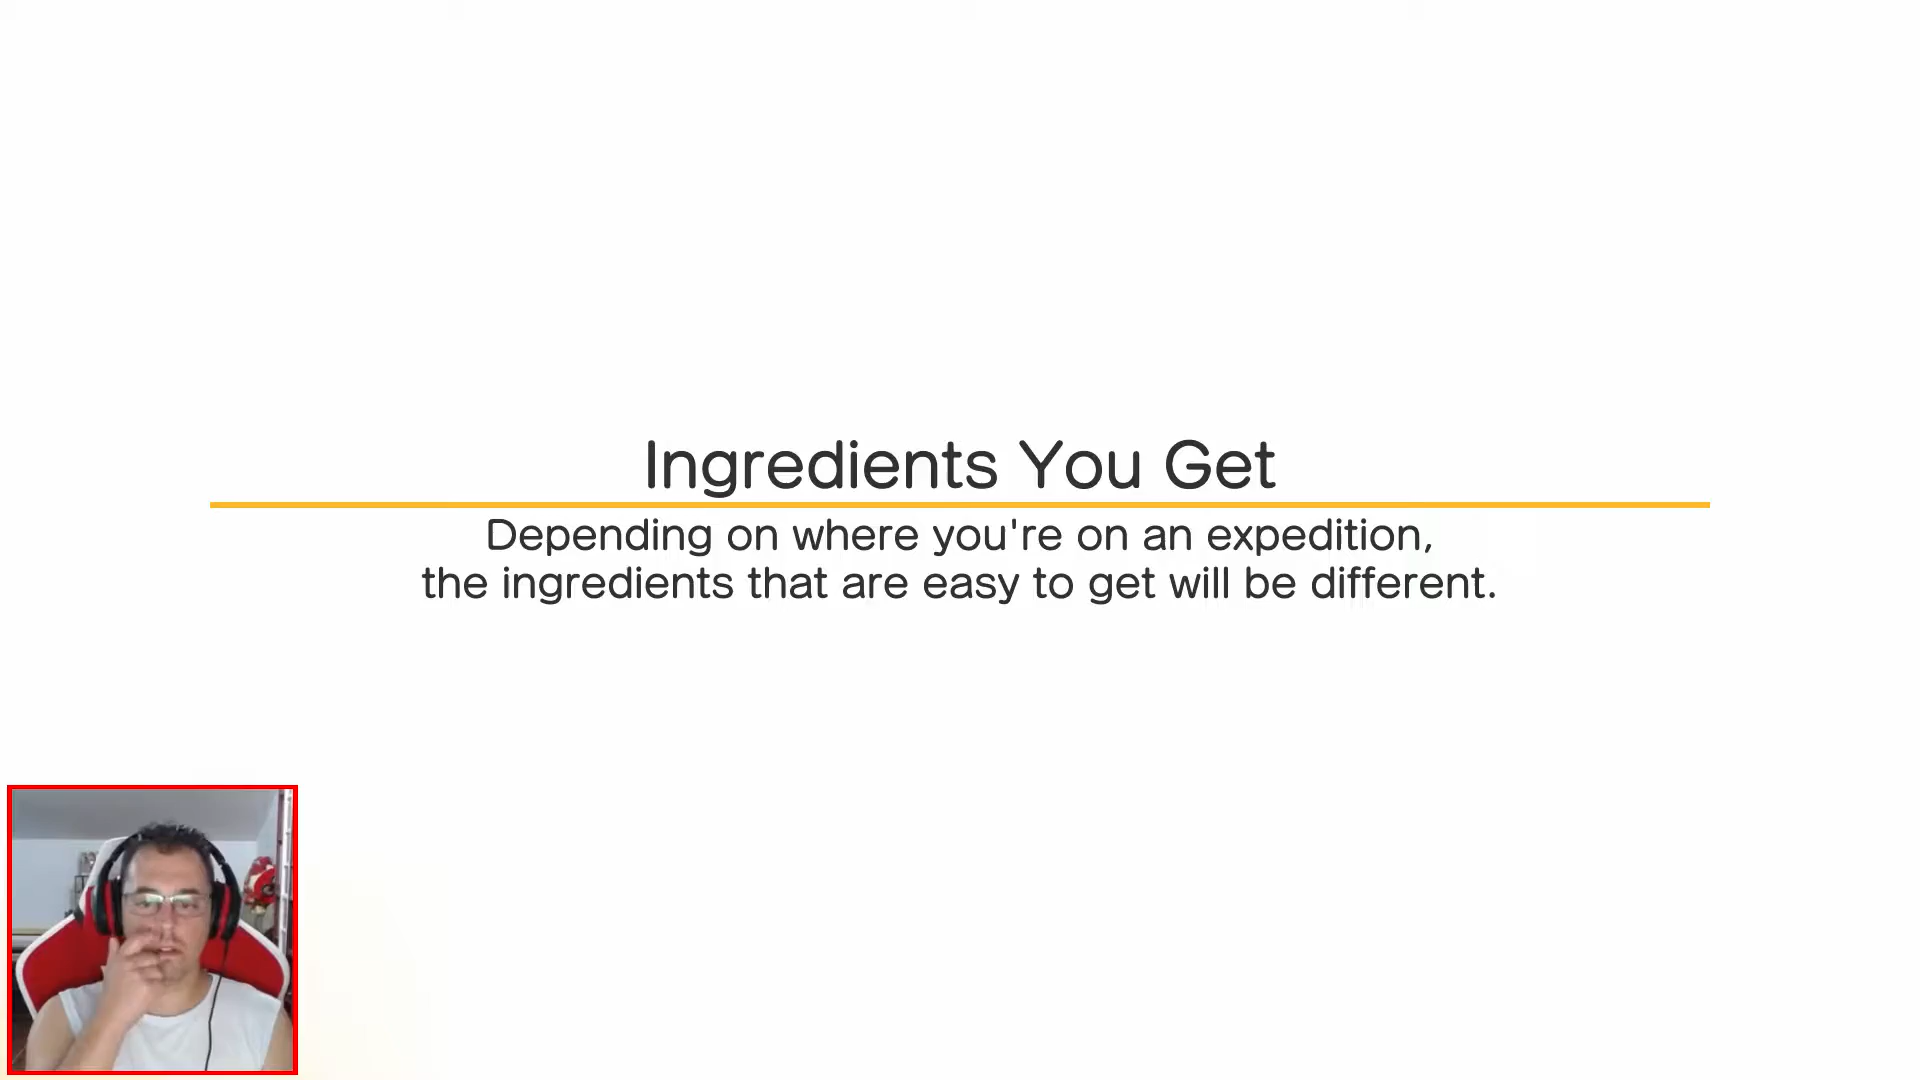 Ingredients You Get
Depending on where you're on an expedition,
the ingredients that are easy to get will be different.